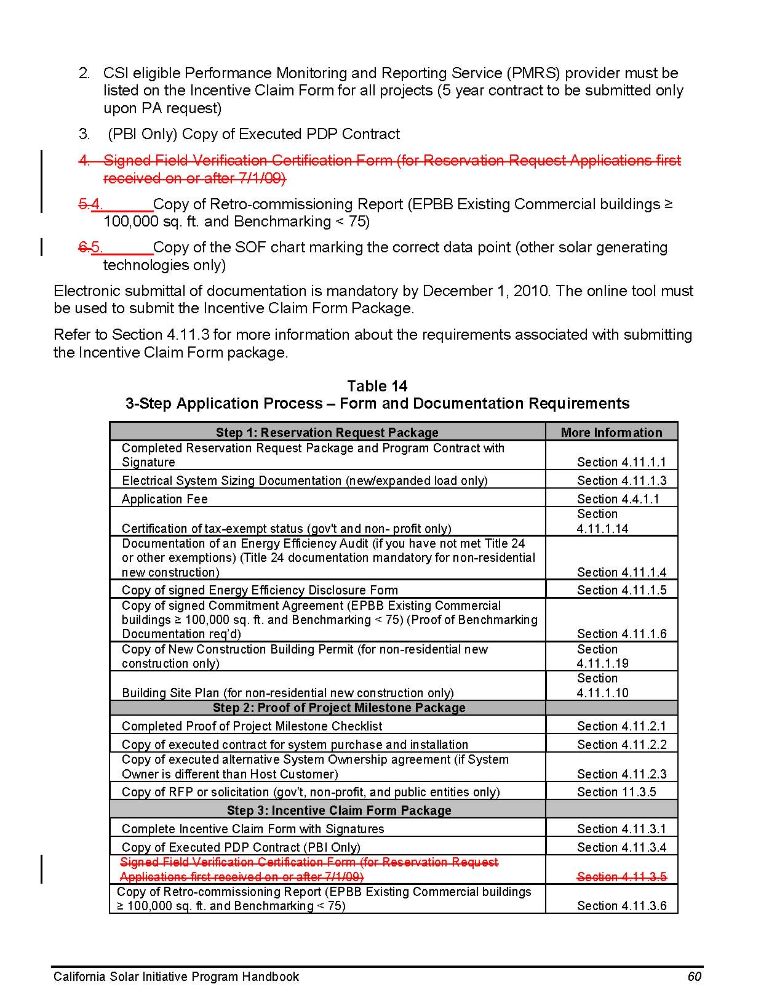 2. CSI eligible Performance Monitoring and Reporting Service (PMRS) provider must be
listed on the Incentive Claim Form for all projects (5 year contract to be submitted only
upon PA request)
3. (PBI Only) Copy of Executed PDP Contract
4. Signed Field Verification Certification Form (for Reservation Request Applications first
received on or after 7/1/09)
5.4. Copy of Retro-commissioning Report (EPBB Existing Commercial buildings ≥
100,000 sq. ft. and Benchmarking < 75)
6.5. Copy of the SOF chart marking the correct data point (other solar generating
technologies only)
Electronic submittal of documentation is mandatory by December 1, 2010. The online tool must
be used to submit the Incentive Claim Form Package.
Refer to Section 4.11.3 for more information about the requirements associated with submitting
the Incentive Claim Form package.
Table 14
3-Step Application Process – Form and Documentation Requirements
Step 1: Reservation Request Package More Information
Completed Reservation Request Package and Program Contract with
Signature Section 4.11.1.1
Electrical System Sizing Documentation (new/expanded load only) Section 4.11.1.3
Application Fee Section 4.4.1.1
Section
Certification of tax-exempt status (gov't and non- profit only) 4.11.1.14
Documentation of an Energy Efficiency Audit (if you have not met Title 24
or other exemptions) (Title 24 documentation mandatory for non-residential
new construction) Section 4.11.1.4
Copy of signed Energy Efficiency Disclosure Form Section 4.11.1.5
Copy of signed Commitment Agreement (EPBB Existing Commercial
buildings ≥ 100,000 sq. ft. and Benchmarking < 75) (Proof of Benchmarking
Documentation req’d) Section 4.11.1.6
Copy of New Construction Building Permit (for non-residential new Section
construction only) 4.11.1.19
Section
Building Site Plan (for non-residential new construction only) 4.11.1.10
Step 2: Proof of Project Milestone Package
Completed Proof of Project Milestone Checklist Section 4.11.2.1
Copy of executed contract for system purchase and installation Section 4.11.2.2
Copy of executed alternative System Ownership agreement (if System
Owner is different than Host Customer) Section 4.11.2.3
Copy of RFP or solicitation (gov’t, non-profit, and public entities only) Section 11.3.5
Step 3: Incentive Claim Form Package
Complete Incentive Claim Form with Signatures Section 4.11.3.1
Copy of Executed PDP Contract (PBI Only) Section 4.11.3.4
Signed Field Verification Certification Form (for Reservation Request
Applications first received on or after 7/1/09) Section 4.11.3.5
Copy of Retro-commissioning Report (EPBB Existing Commercial buildings
≥ 100,000 sq. ft. and Benchmarking < 75) Section 4.11.3.6
California Solar Initiative Program Handbook 60